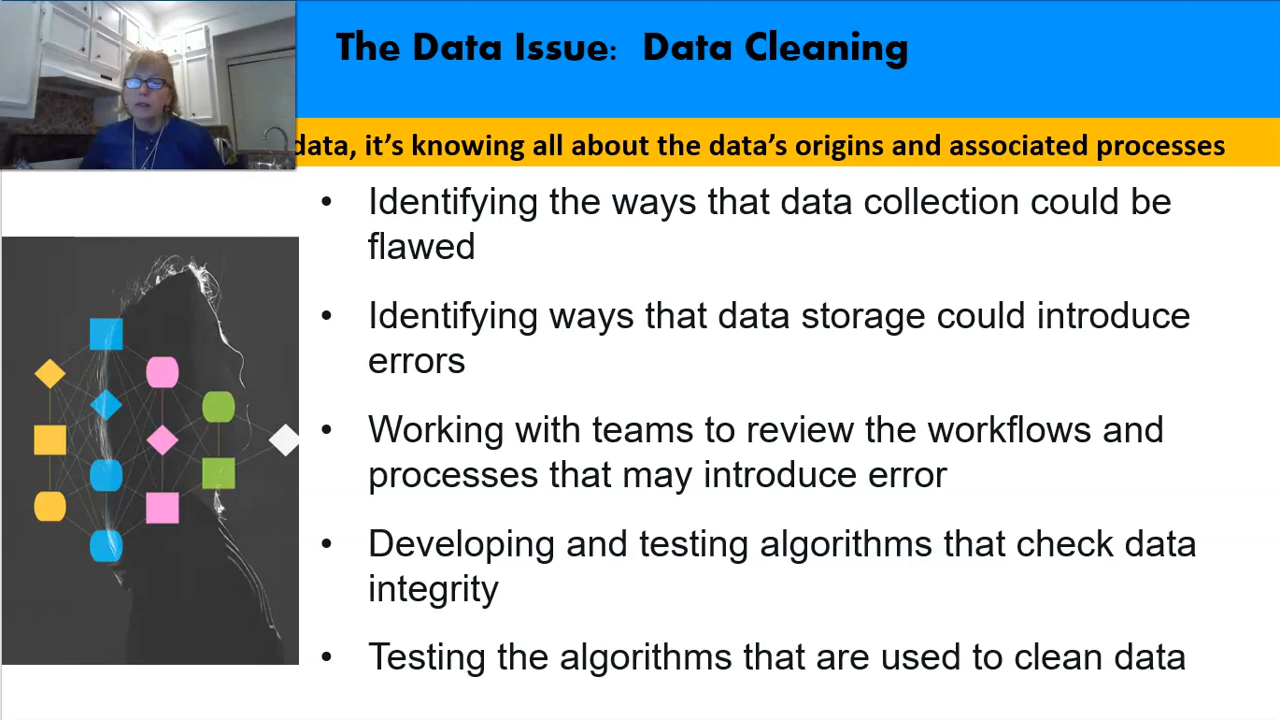 The Data Issue: Data Cleaning
data, it's knowing all about the data's origins and associated processes
• Identifying the ways that data collection could be
flawed
• Identifying ways that data storage could introduce
errors
• Working with teams to review the workflows and
processes that may introduce error
• Developing and testing algorithms that check data
integrity
• Testing the algorithms that are used to clean data